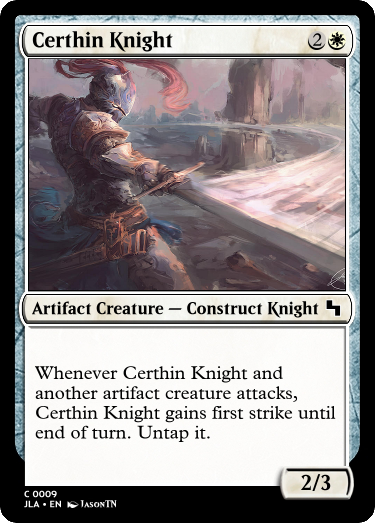 Certhin Knight 2
Artifact Creature — Construct Knight
Whenever Certhin Knight and
another artifact creature attacks,
Certhin Knight gains first strike until
end of turn. Untap it.
2/3
C 0009
JLA • EN JASONTN